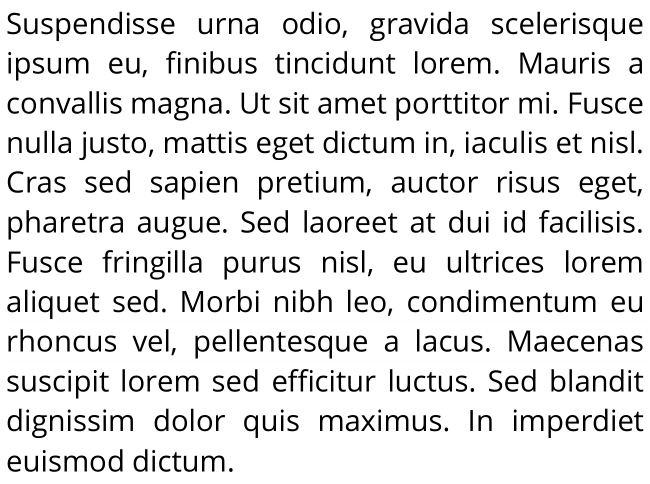 Suspendisse urna odio, gravida scelerisque
ipsum eu, finibus tincidunt lorem. Mauris a
convallis magna. Ut sit amet porttitor mi. Fusce
nulla justo, mattis eget dictum in, iaculis et nisl.
Cras sed sapien pretium, auctor risus eget,
pharetra augue. Sed laoreet at dui id facilisis.
Fusce fringilla purus nisl, eu ultrices lorem
aliquet sed. Morbi nibh leo, condimentum eu
rhoncus vel, pellentesque a lacus. Maecenas
suscipit lorem sed efficitur luctus. Sed blandit
dignissim dolor quis maximus. In imperdiet
euismod dictum.